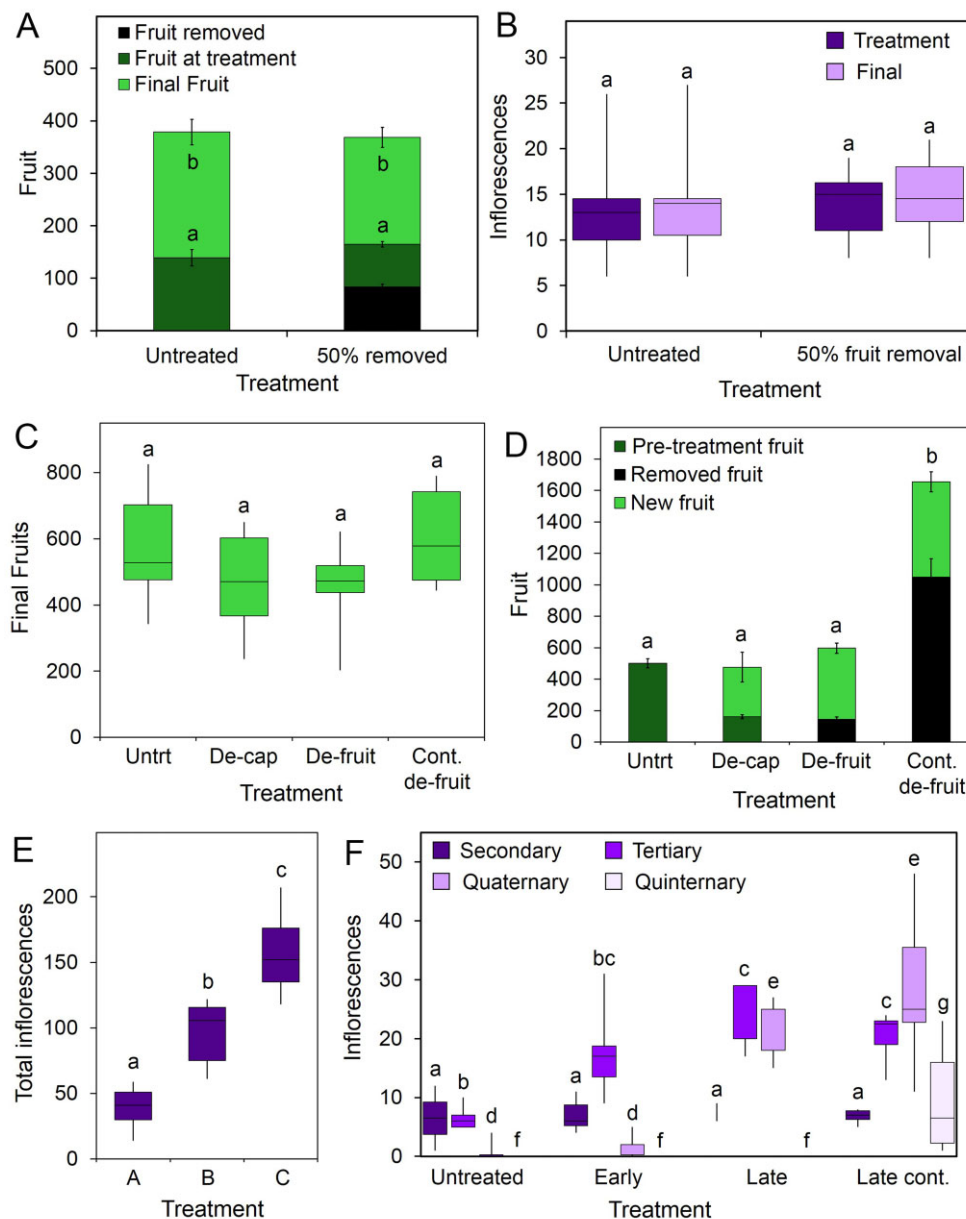 A
Fruit removed
Fruit at treatment
Final Fruit
500
400
300
200
100
0
Fruit
b
a
b
a
Untreated
50% removed
Treatment
B
Treatment
Final
30
25
20
15
10
5
0
Inflorescences
a
a
a
a
Untreated
50% fruit removal
Treatment
C
800
600
400
200
0
Final Fruits
a
a
a
a
Untrt
De-cap
De-fruit
Cont.
de-fruit
Treatment
D
Pre-treatment fruit
Removed fruit
New fruit
1800
1600
1400
1200
1000
800
600
400
200
0
Fruit
a
a
a
b
Untrt
De-cap
De-fruit
Cont.
de-fruit
Treatment
E
200
150
100
50
0
Total inflorescences
a
b
c
A
B
C
Treatment
F
Secondary
Tertiary
Quaternary
Quinternary
50
40
30
20
10
0
Inflorescences
a
b
d
f
a
bc
d
f
a
c
e
f
a
c
e
g
Untreated
Early
Late
Late cont.
Treatment